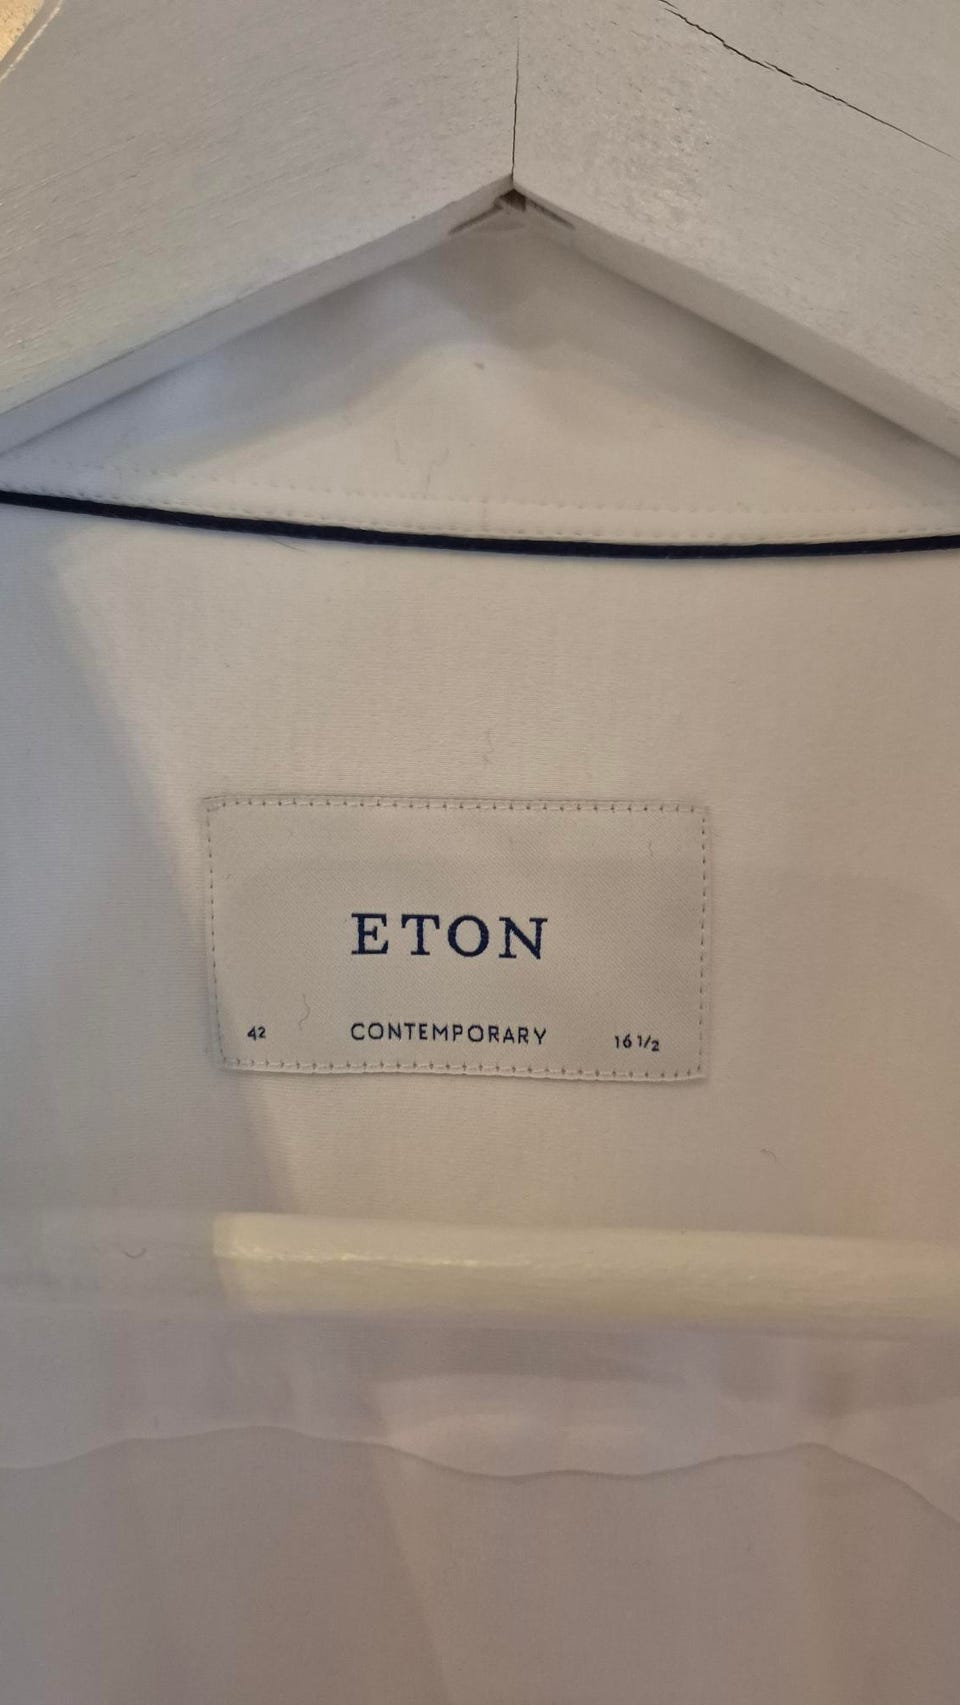 ETON
42 CONTEMPORARY 16 1/2